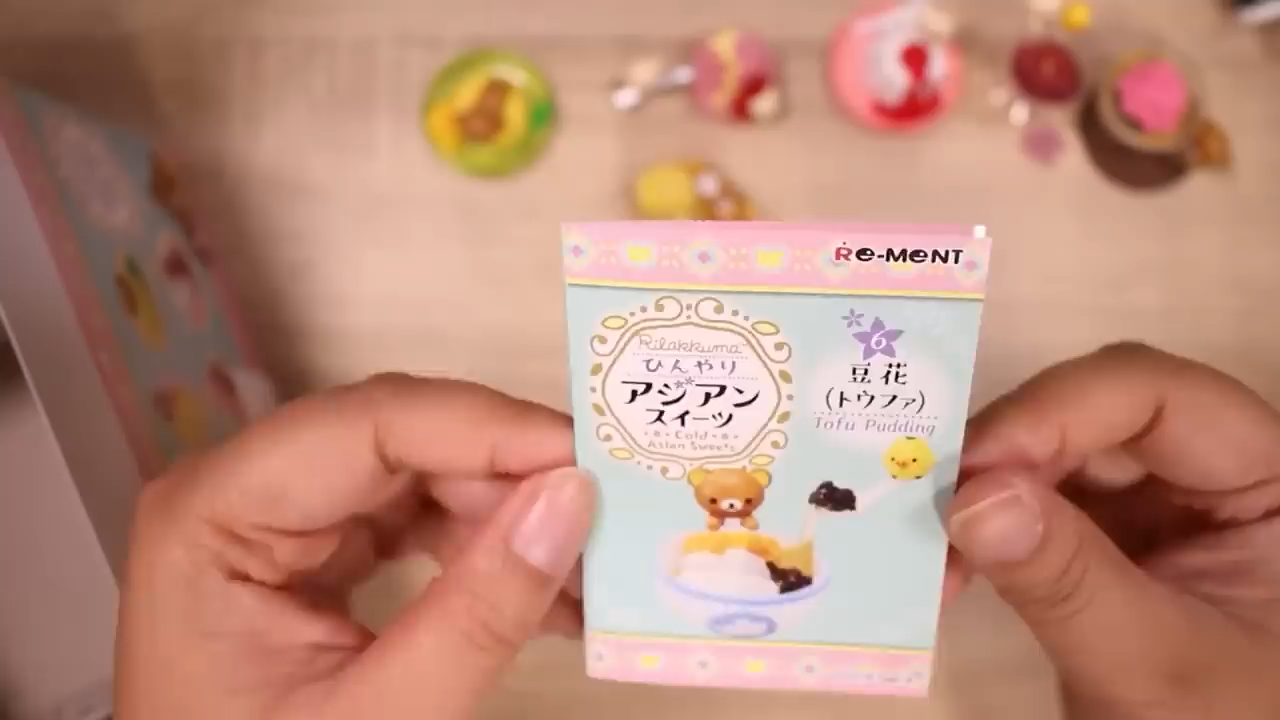 Re-MeNT
Rilakkuma
ひんやり
アジアン
スイーツ
Cold
Asian Sweets
6
豆花
(トウファ)
Tofu Pudding